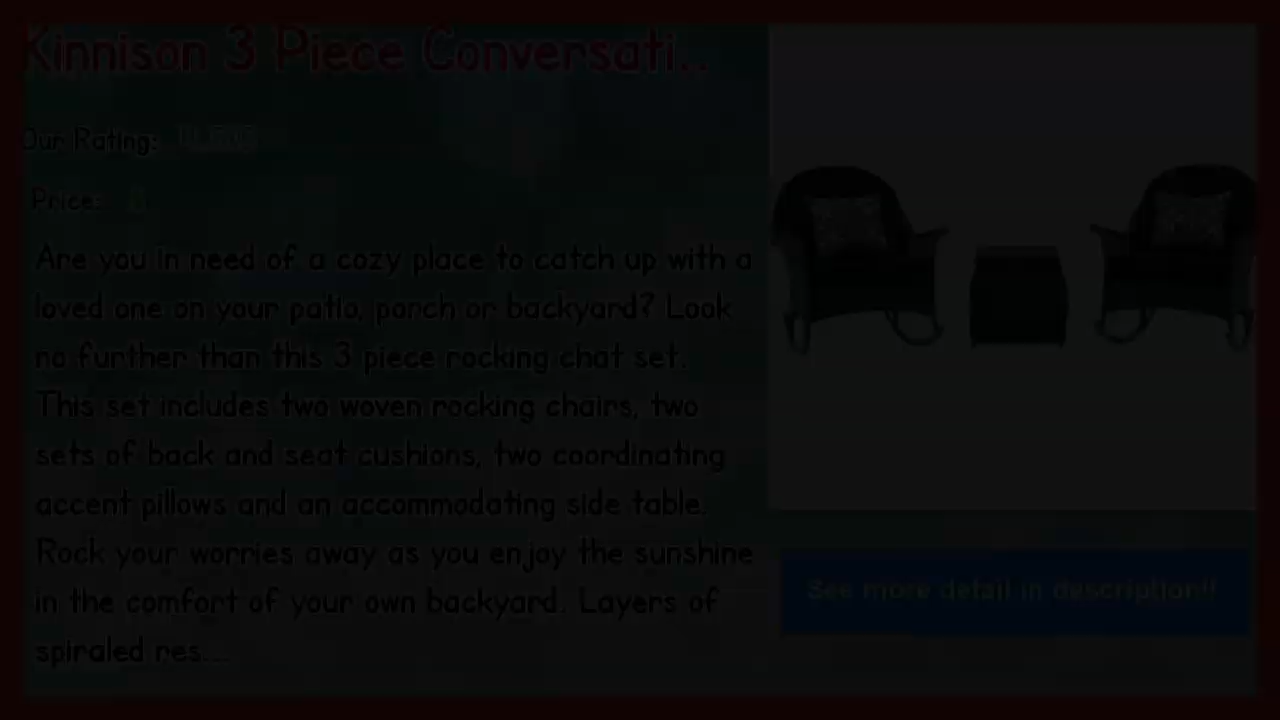 Kinnison 3 Piece Conversati..
Our Rating:
Price:
Are you in need of a cozy place to catch up with a
loved one on your patio, porch or backyard? Look
no further than this 3 piece rocking chat set.
This set includes two woven rocking chairs, two
sets of back and seat cushions, two coordinating
accent pillows and an accommodating side table.
Rock your worries away as you enjoy the sunshine
in the comfort of your own backyard. Layers of
spiraled res....
See more detail in description!!